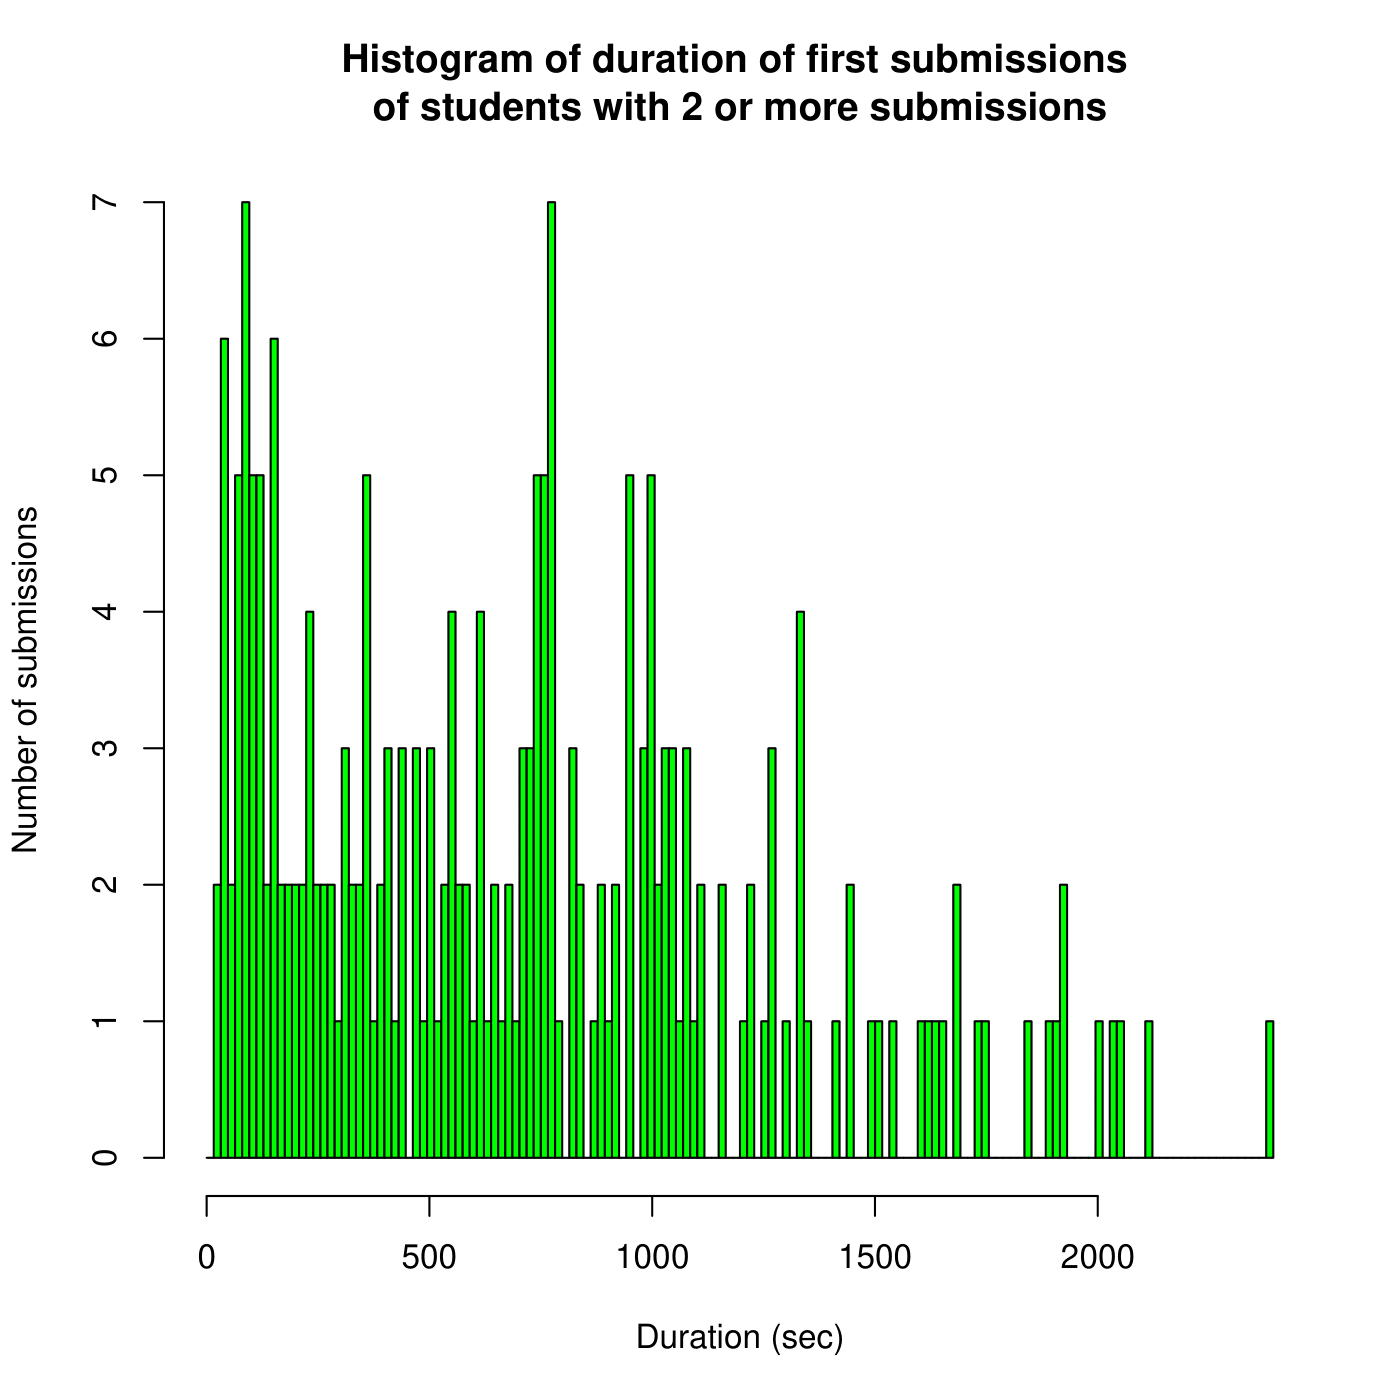 Histogram of duration of first submissions
of students with 2 or more submissions
Number of submissions
7
6
5
4
3
2
1
0
0 500 1000 1500 2000
Duration (sec)